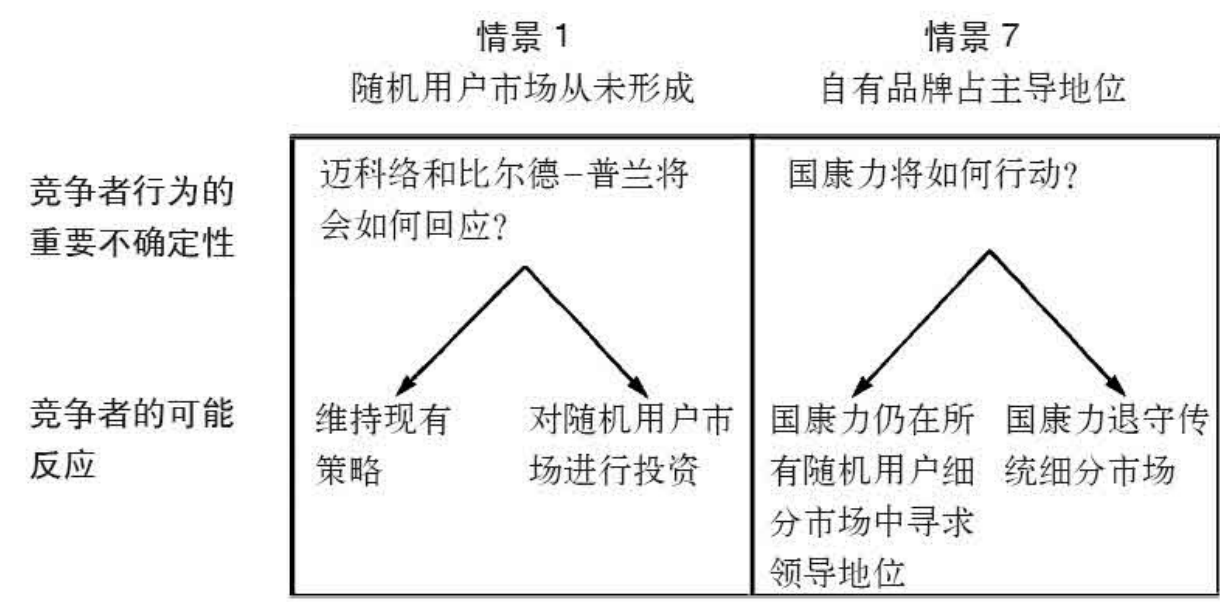 情景 1
随机用户市场从未形成
情景 7
自有品牌占主导地位
竞争者行为的
重要不确定性
迈科络和比尔德-普兰将
会如何回应?
国康力将如何行动?
竞争者的可能
反应
维持现有
策略
对随机用户市
场进行投资
国康力仍在所
有随机用户细
分市场中寻求
领导地位
国康力退守传
统细分市场